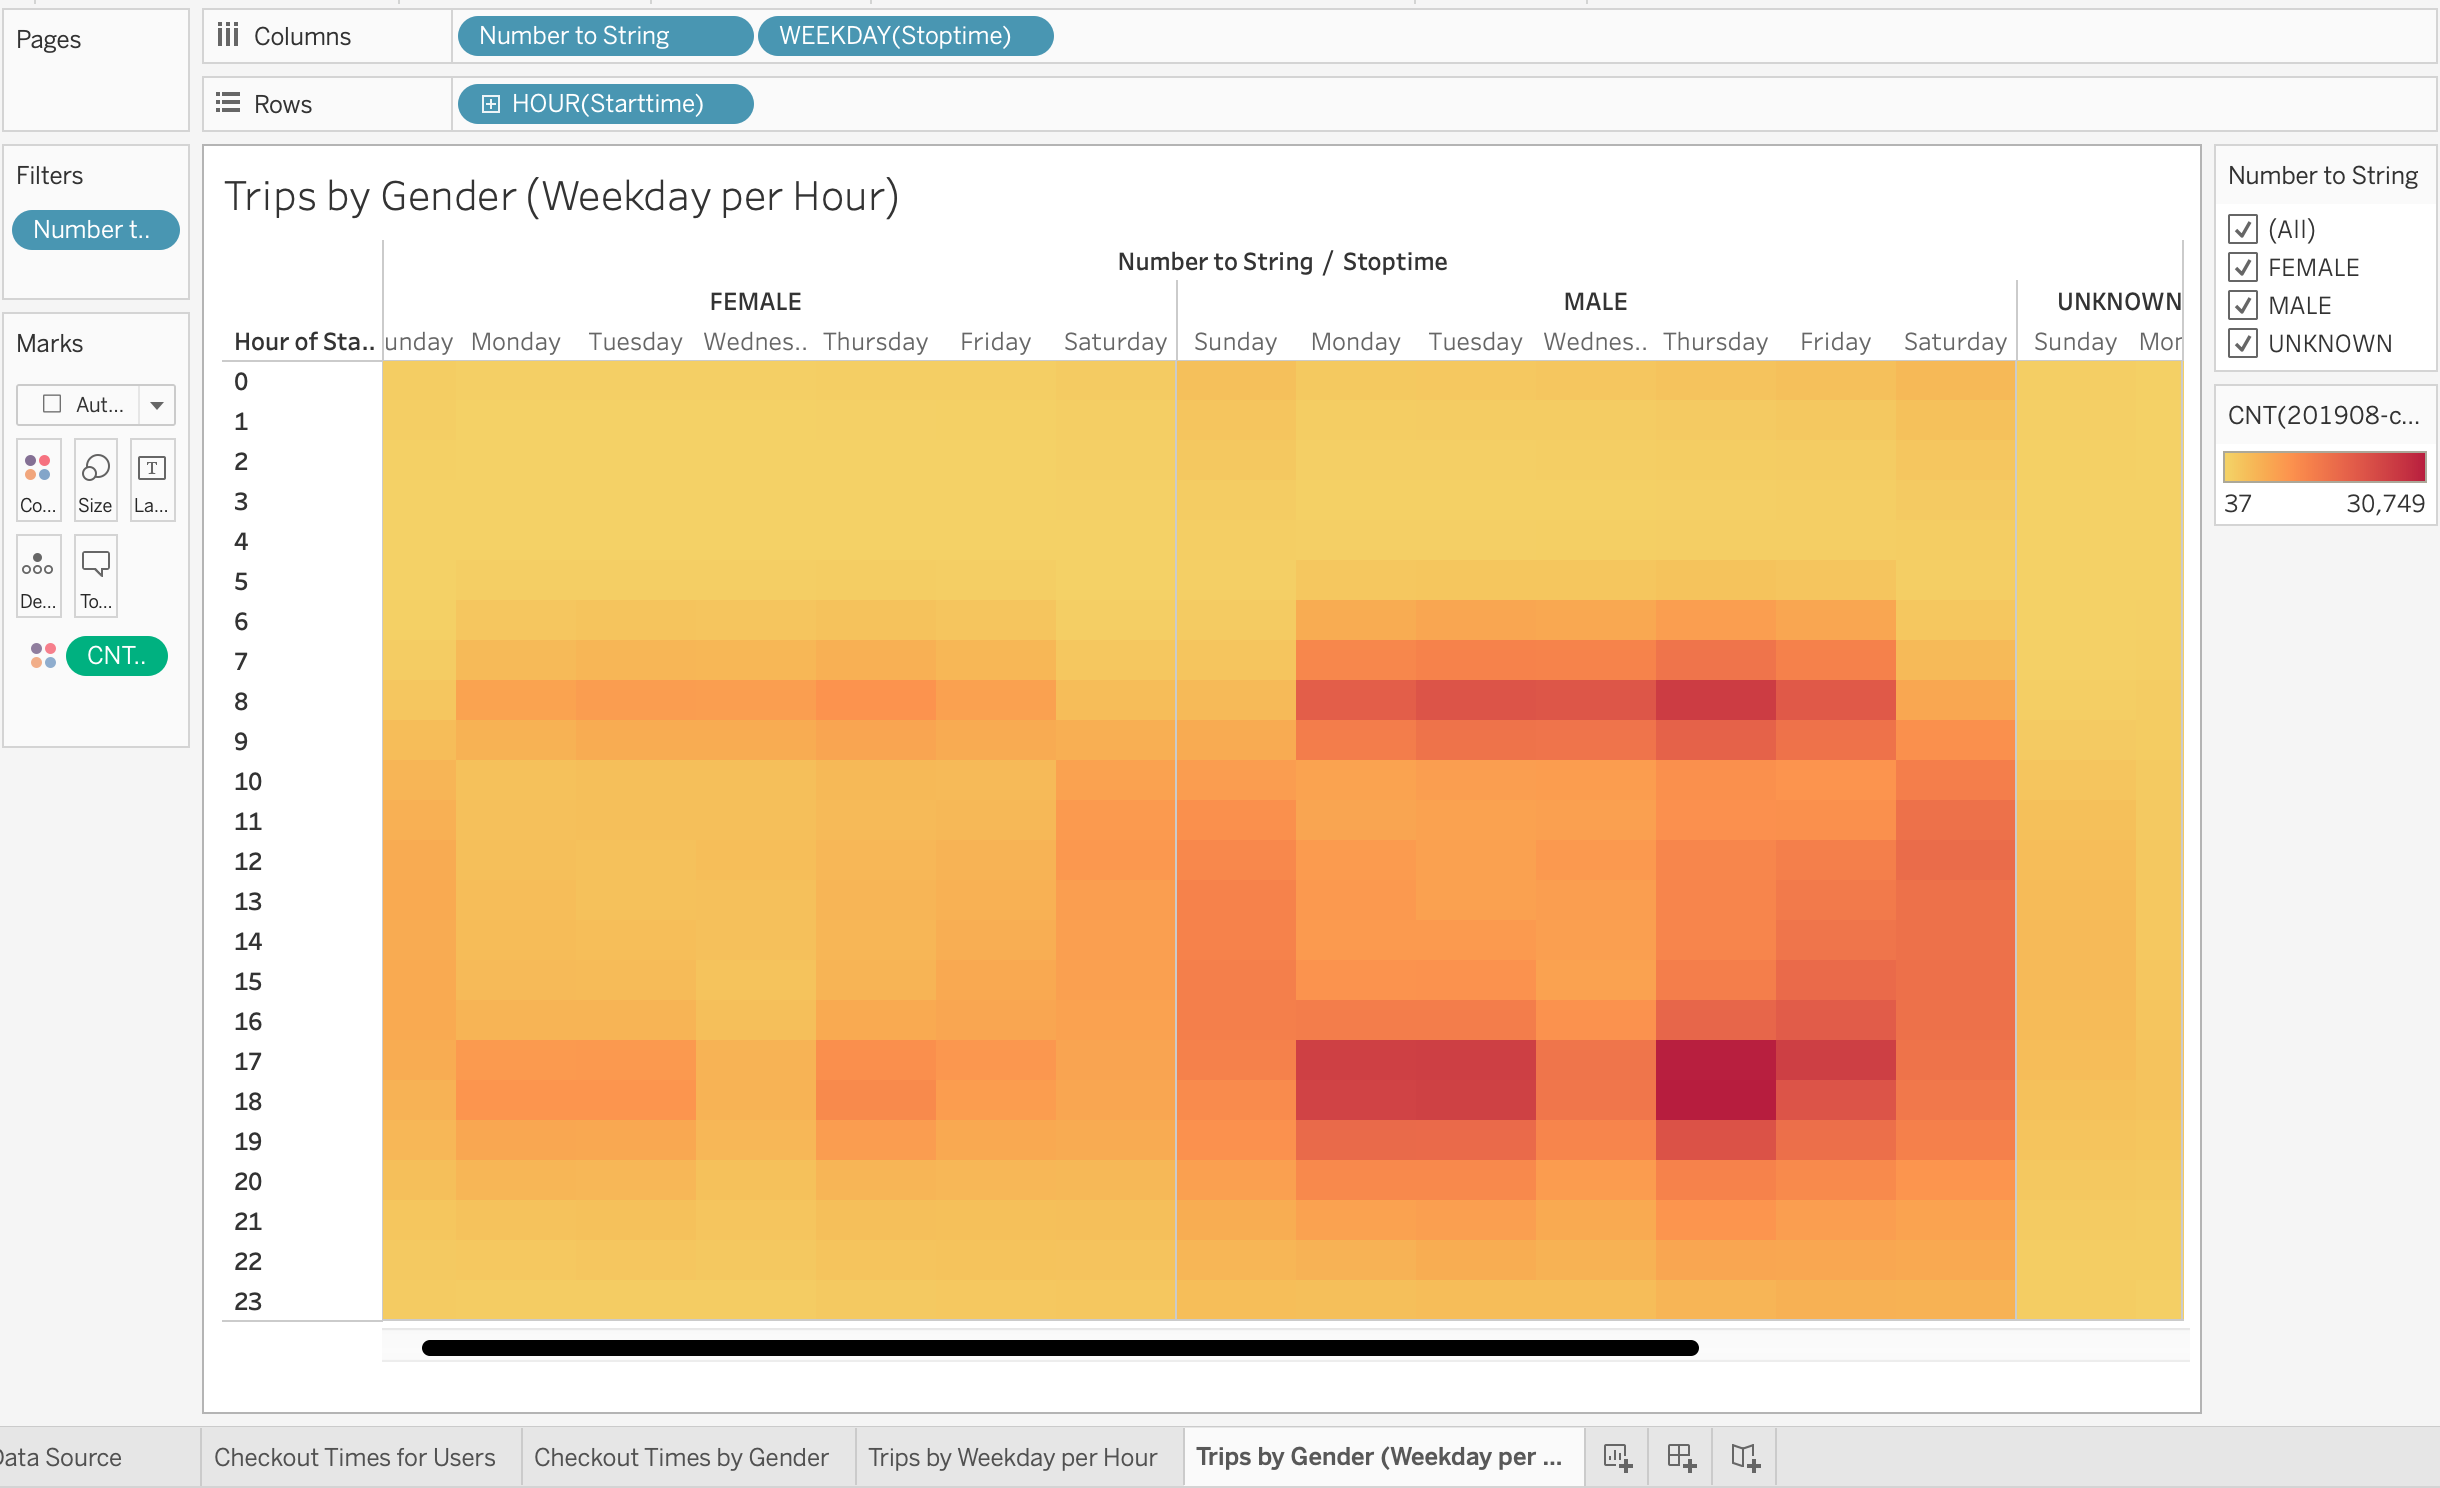 Pages
Columns
Number to String
WEEKDAY(Stoptime)
Rows
HOUR(Starttime)
Filters
Number t..
Marks
Aut...
Co...
Size
La...
De...
To...
CNT..
Trips by Gender (Weekday per Hour)
Number to String / Stoptime
FEMALE
MALE
UNKNOWN
Hour of Sta..
unday Monday Tuesday Wednes.. Thursday Friday Saturday Sunday Monday Tuesday Wednes.. Thursday Friday Saturday Sunday Mor
0
1
2
3
4
5
6
7
8
9
10
11
12
13
14
15
16
17
18
19
20
21
22
23
Number to String
(All)
FEMALE
MALE
UNKNOWN
CNT(201908-c...
37 30,749
Data Source
Checkout Times for Users
Checkout Times by Gender
Trips by Weekday per Hour
Trips by Gender (Weekday per ...